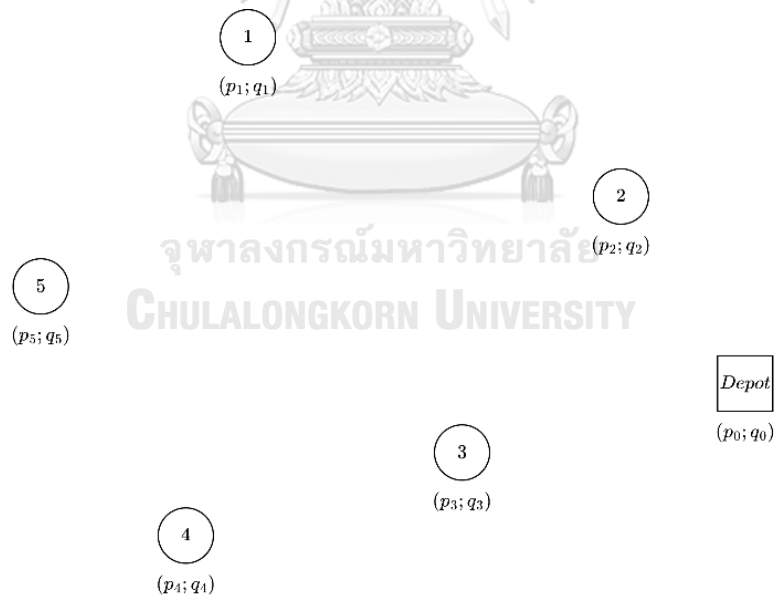 1
(p₁; q₁)
2
(p₂; q₂)
จุฬาลงกรณ์มหาวิทยาลัย
5
CHULALONGKORN UNIVERSITY
(p₅; q₅)
Depot
(p₀; q₀)
3
(p₃; q₃)
4
(p₄; q₄)